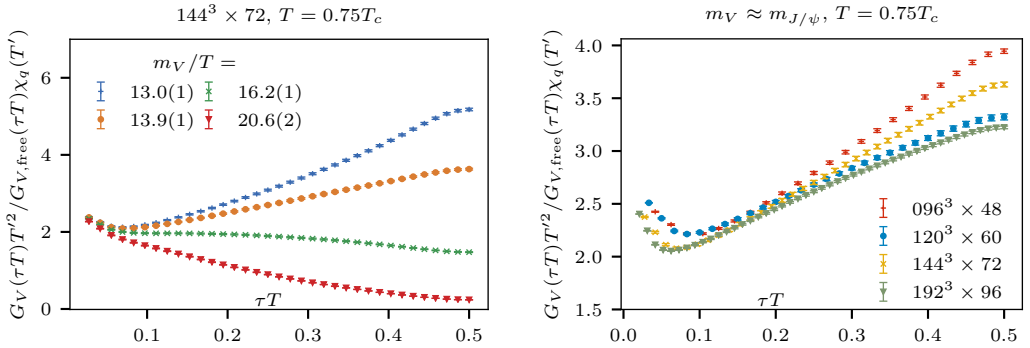 144³ × 72, T = 0.75T_c
G_V(τT)T′²/G_{V,free}(τT)χ_q(T′)
6
4
2
0
m_V/T =
13.0(1)
16.2(1)
13.9(1)
20.6(2)
τT
0.1
0.2
0.3
0.4
0.5
m_V ≈ m_{J/ψ}, T = 0.75T_c
G_V(τT)T′²/G_{V,free}(τT)χ_q(T′)
4.0
3.5
3.0
2.5
2.0
1.5
096³ × 48
120³ × 60
144³ × 72
192³ × 96
τT
0.0
0.1
0.2
0.3
0.4
0.5